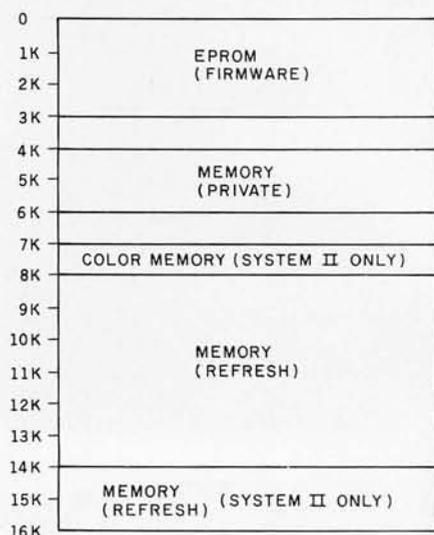 0
1K
EPROM
(FIRMWARE)
2K
3K
4K
MEMORY
5K
(PRIVATE)
6K
7K
COLOR MEMORY (SYSTEM II ONLY)
8K
9K
10K
MEMORY
11K
(REFRESH)
12K
13K
14K
MEMORY
15K
(REFRESH) (SYSTEM II ONLY)
16K